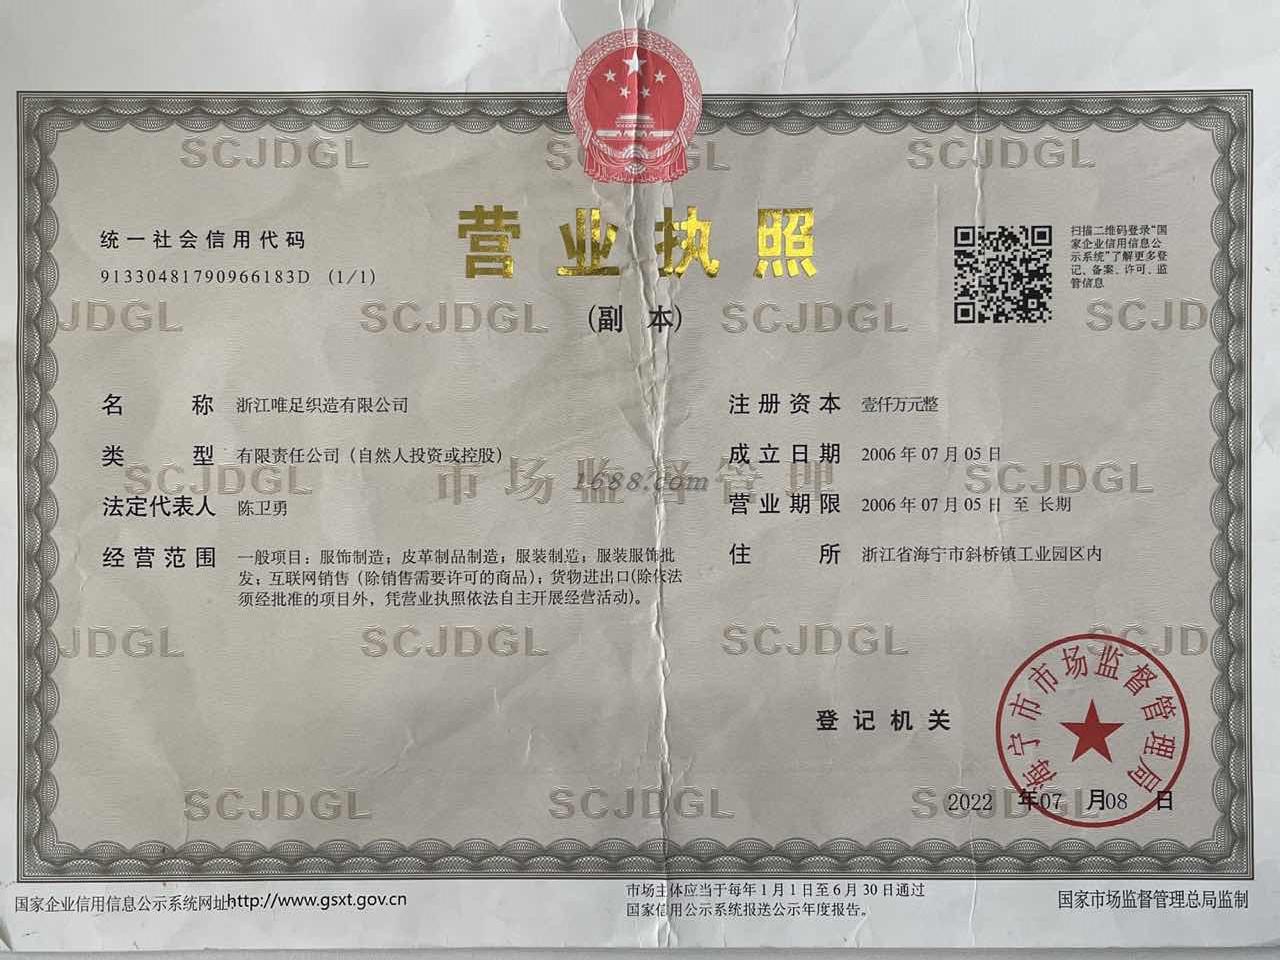 SCJDGL
SCJDGL
SCJDGL
营业执照
(副 本)
统一社会信用代码
91330481790966183D (1/1)
扫描二维码登录“国
家企业信用信息公
示系统”了解更多登
记、备案、许可、监
管信息
JDGL
SCJDGL
SCJDGL
SCJD
名 称 浙江唯足织造有限公司
类 型 有限责任公司（自然人投资或控股）
法定代表人 陈卫勇
经营范围 一般项目：服饰制造；皮革制品制造；服装制造；服装服饰批
发；互联网销售（除销售需要许可的商品）；货物进出口(除依法
须经批准的项目外，凭营业执照依法自主开展经营活动)。
注册资本 壹仟万元整
成立日期 2006年07月05日
营业期限 2006年07月05日 至 长期
住 所 浙江省海宁市斜桥镇工业园区内
SCJDGL
市场监督管理
1688.com
SCJDGL
JDGL
SCJDGL
SCJDGL
SCJD
登记机关
海宁市市场监督管理局
2022 年07 月08 日
SCJDGL
SCJDGL
SCJDGL
国家企业信用信息公示系统网址http://www.gsxt.gov.cn
市场主体应当于每年1月1日至6月30日通过
国家信用公示系统报送公示年度报告。
国家市场监督管理总局监制